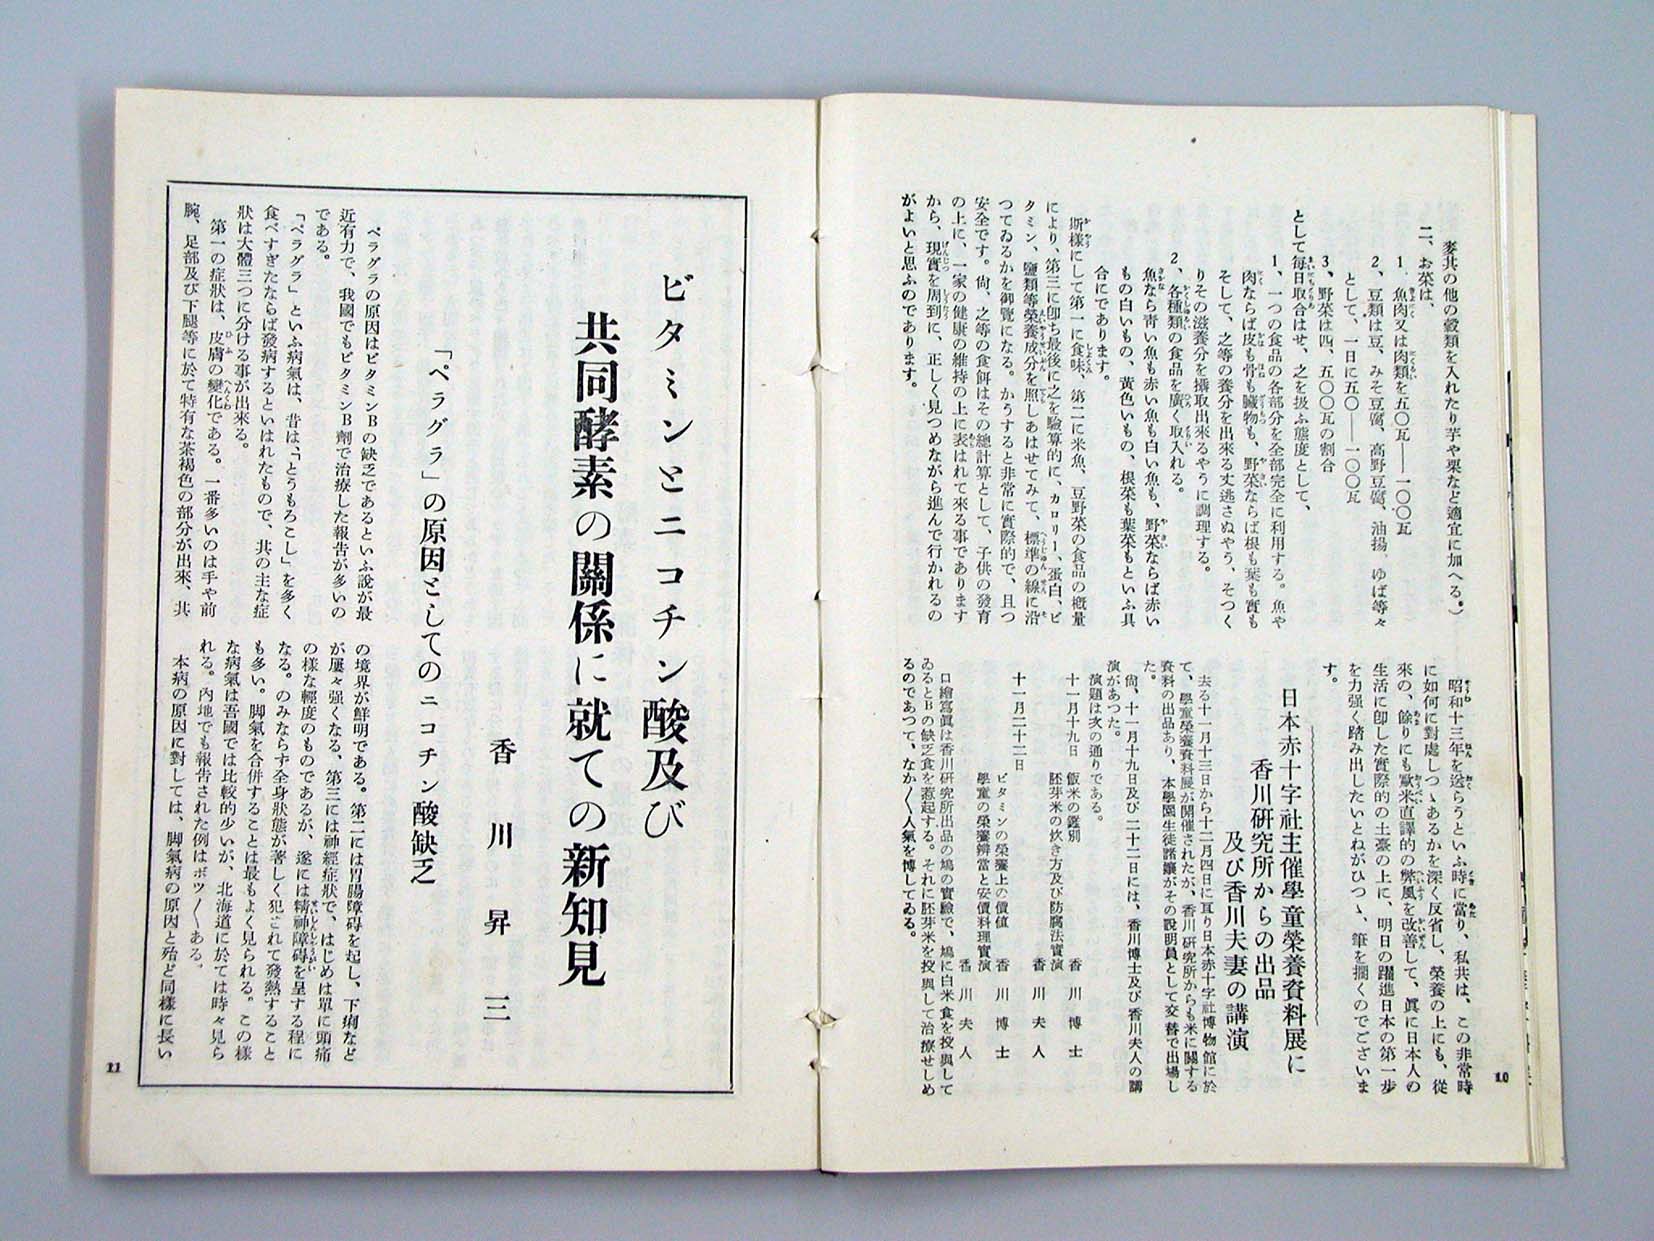 麥其の他の穀類を入れたり芋や栗など適宜に加へる。)
二、お菜は、
1、魚肉又は肉類を五〇瓦——一〇〇瓦
2、豆類は豆、みそ豆腐、高野豆腐、油揚、ゆば等々
として、一日に五〇——一〇〇瓦
3、野菜は四、五〇〇瓦の割合
として每日取合はせ、之を扱ふ態度として、
1、一つの食品の各部分を全部完全に利用する。魚や
肉ならば皮も骨も臟物も、野菜ならば根も葉も實も
そして、之等の養分を出來る丈逃さぬやう、そつく
りその滋養分を攝取出來るやうに調理する。
2、各種類の食品を廣く取入れる。
魚なら靑い魚も赤い魚も白い魚も、野菜ならば赤い
もの白いもの、黃色いもの、根菜も葉菜もといふ具
合にであります。
斯樣にして第一に食味、第二に米魚、豆野菜の食品の槪量
により、第三に卽ち最後に之を驗算的に、カロリー、蛋白、ビ
タミン、鹽類等榮養成分を照しあはせてみて、標準の線に沿
つてゐるかを御覽になる。かうすると非常に實際的で、且つ
安全です。尙、之等の食餌はその總計算として、子供の發育
の上に、一家の健康の維持の上に表はれて來る事であります
から、現實を周到に、正しく見つめながら進んで行かれるの
がよいと思ふのであります。
昭和十三年を送らうといふ時に當り、私共は、この非常時
に如何に對處しつゝあるかを深く反省し、榮養の上にも、從
來の、餘りにも歐米直譯的の弊風を改善して、眞に日本人の
生活に卽した實際的の土臺の上に、明日の躍進日本の第一步
を力强く踏み出したいとねがひつゝ、筆を擱くのでございま
す。
日本赤十字社主催學童榮養資料展に
香川研究所からの出品
及び香川夫妻の講演
去る十一月十三日から十二月四日に亙り日本赤十字社博物館に於
て、學童榮養資料展が開催されたが、香川研究所からも米に關する
資料の出品あり、本學園生徒諸孃がその說明員として交替で出場し
た。
尙、十一月十九日及び二十二日には、香川博士及び香川夫人の講
演があつた。
演題は次の通りである。
十一月十九日 飯米の鑑別 香川博士
胚芽米の炊き方及び防腐法實演 香川夫人
十一月二十二日 ビタミンの榮養上の價値 香川博士
學童の榮養辨當と安價料理實演 香川夫人
口繪寫眞は香川研究所出品の鳩の實驗で、鳩に白米食を投與して
ゐるとBの缺乏食を惹起する。それに胚芽米を投與して治療せしめ
るのであつて、なか〱人氣を博してゐる。
10
ビタミンとニコチン酸及び
共同酵素の關係に就ての新知見
「ペラグラ」の原因としてのニコチン酸缺乏
香川昇三
ペラグラの原因はビタミンBの缺乏であるといふ說が最
近有力で、我國でもビタミンB劑で治療した報告が多いの
である。
「ペラグラ」といふ病氣は、昔は、「とうもろこし」を多く
食べすぎたならば發病するといはれたもので、其の主な症
狀は大體三つに分ける事が出來る。
第一の症狀は、皮膚の變化である。一番多いのは手や前
腕、足部及び下腿等に於て特有な茶褐色の部分が出來、其
の境界が鮮明である。第二には胃腸障碍を起し、下痢など
が屢々强くなる、第三には神經症狀で、はじめは單に頭痛
の樣な輕度のものであるが、遂には精神障碍を呈する程に
なる。のみならず全身狀態が著しく犯されて發熱すること
も多い。脚氣を合併することは最もよく見られる。この樣
な病氣は吾國では比較的少いが、北海道に於ては時々見ら
れる。內地でも報告された例はボツ〱ある。
本病の原因に對しては、脚氣病の原因と殆ど同樣に長い
11